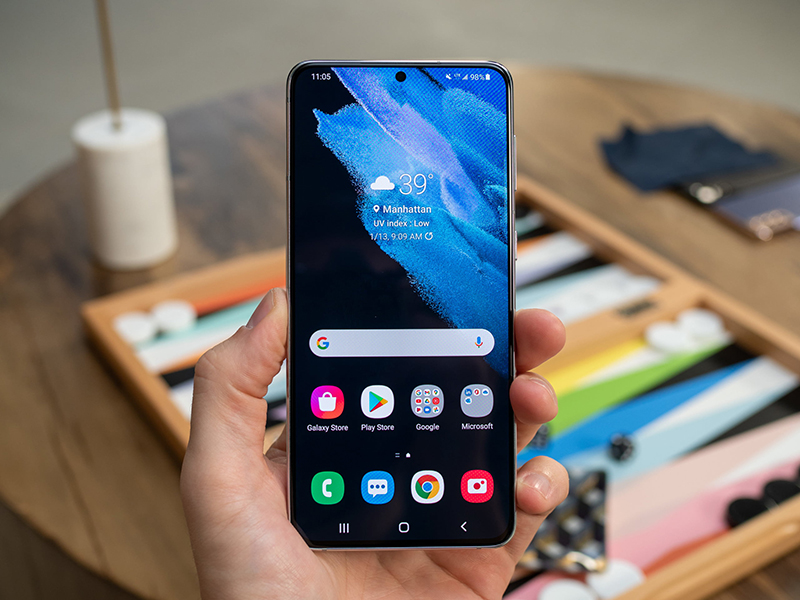 11:05 98%
39°
Manhattan
UV index : Low
1/13, 9:09 AM
Galaxy Store Play Store Google Microsoft